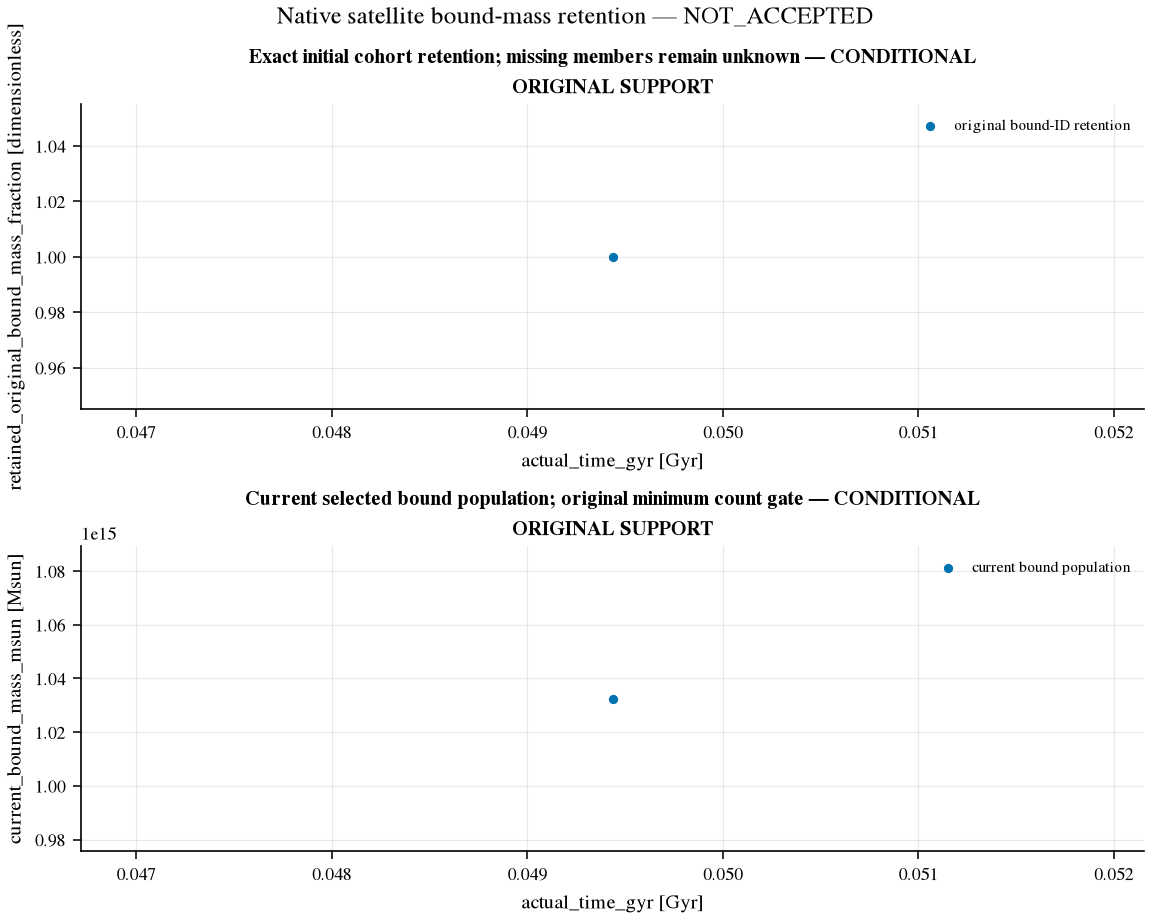 Native satellite bound-mass retention — NOT_ACCEPTED
Exact initial cohort retention; missing members remain unknown — CONDITIONAL
ORIGINAL SUPPORT
retained_original_bound_mass_fraction [dimensionless]
original bound-ID retention
1.04
1.02
1.00
0.98
0.96
0.047
0.048
0.049
0.050
0.051
0.052
actual_time_gyr [Gyr]
Current selected bound population; original minimum count gate — CONDITIONAL
ORIGINAL SUPPORT
1e15
current_bound_mass_msun [Msun]
current bound population
1.08
1.06
1.04
1.02
1.00
0.98
0.047
0.048
0.049
0.050
0.051
0.052
actual_time_gyr [Gyr]